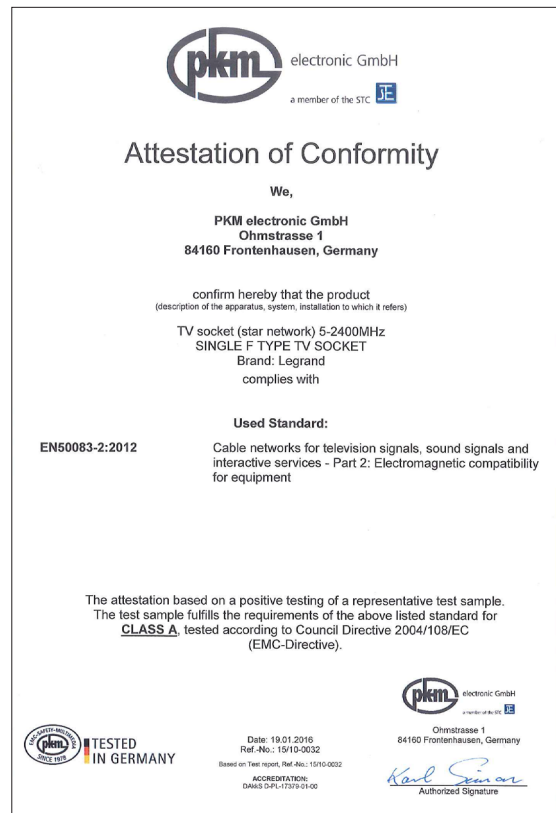 pkm
electronic GmbH
a member of the STC
Attestation of Conformity
We,
PKM electronic GmbH
Ohmstrasse 1
84160 Frontenhausen, Germany
confirm hereby that the product
(description of the apparatus, system, installation to which it refers)
TV socket (star network) 5-2400MHz
SINGLE F TYPE TV SOCKET
Brand: Legrand
complies with
Used Standard:
EN50083-2:2012 Cable networks for television signals, sound signals and
interactive services - Part 2: Electromagnetic compatibility
for equipment
The attestation based on a positive testing of a representative test sample.
The test sample fulfills the requirements of the above listed standard for
CLASS A, tested according to Council Directive 2004/108/EC
(EMC-Directive).
pkm
electronic GmbH
a member of the STC
Ohmstrasse 1
84160 Frontenhausen, Germany
Authorized Signature
EMC-SAFETY-MULTIMEDIA
pkm
SINCE 1978
TESTED
IN GERMANY
Date: 19.01.2016
Ref.-No.: 15/10-0032
Based on Test report, Ref.-No.: 15/10-0032
ACCREDITATION:
DAkkS D-PL-17379-01-00